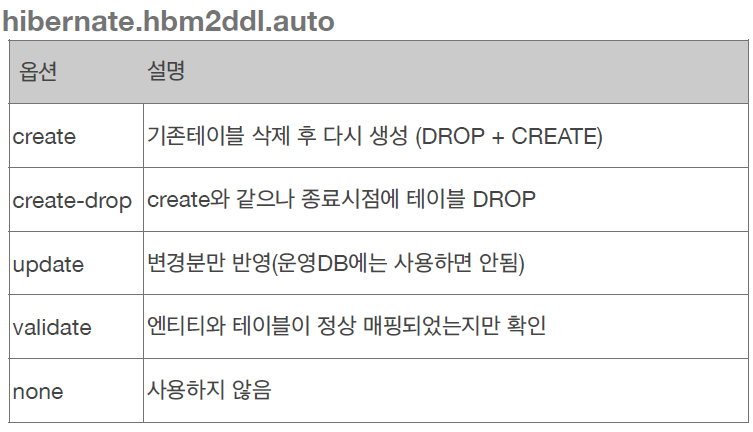 hibernate.hbm2ddl.auto
옵션 설명
create 기존테이블 삭제 후 다시 생성 (DROP + CREATE)
create-drop create와 같으나 종료시점에 테이블 DROP
update 변경분만 반영(운영DB에는 사용하면 안됨)
validate 엔티티와 테이블이 정상 매핑되었는지만 확인
none 사용하지 않음